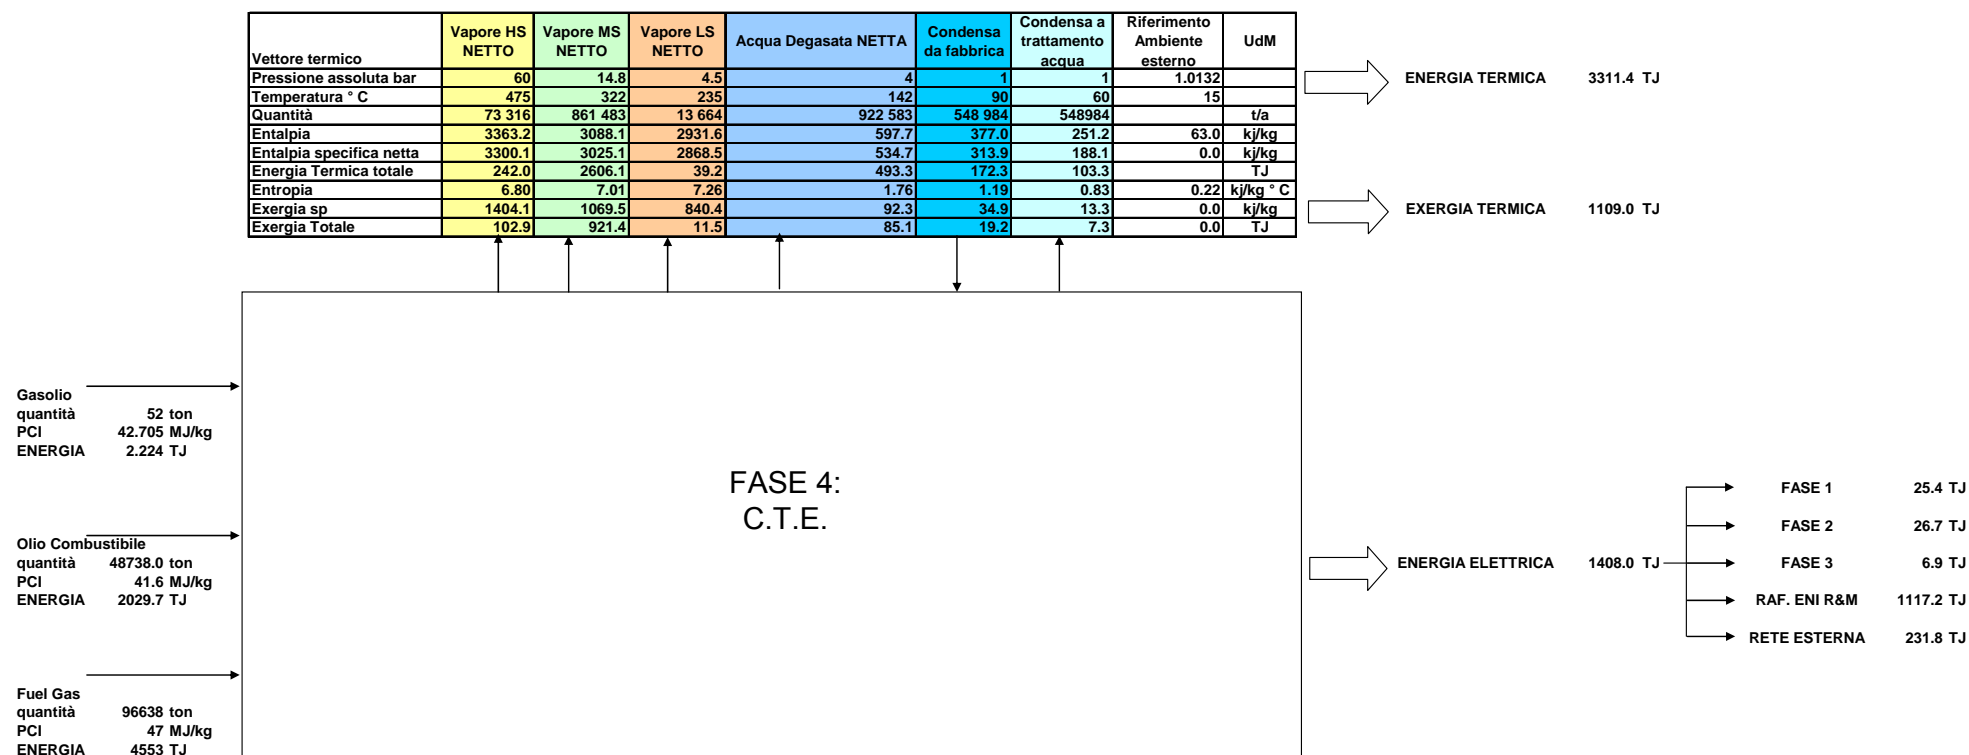 Vettore termico Vapore HS NETTO Vapore MS NETTO Vapore LS NETTO Acqua Degasata NETTA Condensa da fabbrica Condensa a trattamento acqua Riferimento Ambiente esterno UdM
Pressione assoluta bar 60 14.8 4.5 4 1 1 1.0132
Temperatura ° C 475 322 235 142 90 60 15
Quantità 73 316 861 483 13 664 922 583 548 984 548984 t/a
Entalpia 3363.2 3088.1 2931.6 597.7 377.0 251.2 63.0 kj/kg
Entalpia specifica netta 3300.1 3025.1 2868.5 534.7 313.9 188.1 0.0 kj/kg
Energia Termica totale 242.0 2606.1 39.2 493.3 172.3 103.3 TJ
Entropia 6.80 7.01 7.26 1.76 1.19 0.83 0.22 kj/kg ° C
Exergia sp 1404.1 1069.5 840.4 92.3 34.9 13.3 0.0 kj/kg
Exergia Totale 102.9 921.4 11.5 85.1 19.2 7.3 0.0 TJ
ENERGIA TERMICA 3311.4 TJ
EXERGIA TERMICA 1109.0 TJ
Gasolio
quantità 52 ton
PCI 42.705 MJ/kg
ENERGIA 2.224 TJ
Olio Combustibile
quantità 48738.0 ton
PCI 41.6 MJ/kg
ENERGIA 2029.7 TJ
Fuel Gas
quantità 96638 ton
PCI 47 MJ/kg
ENERGIA 4553 TJ
FASE 4:
C.T.E.
ENERGIA ELETTRICA 1408.0 TJ
FASE 1 25.4 TJ
FASE 2 26.7 TJ
FASE 3 6.9 TJ
RAF. ENI R&M 1117.2 TJ
RETE ESTERNA 231.8 TJ